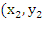 (x₂, y₂